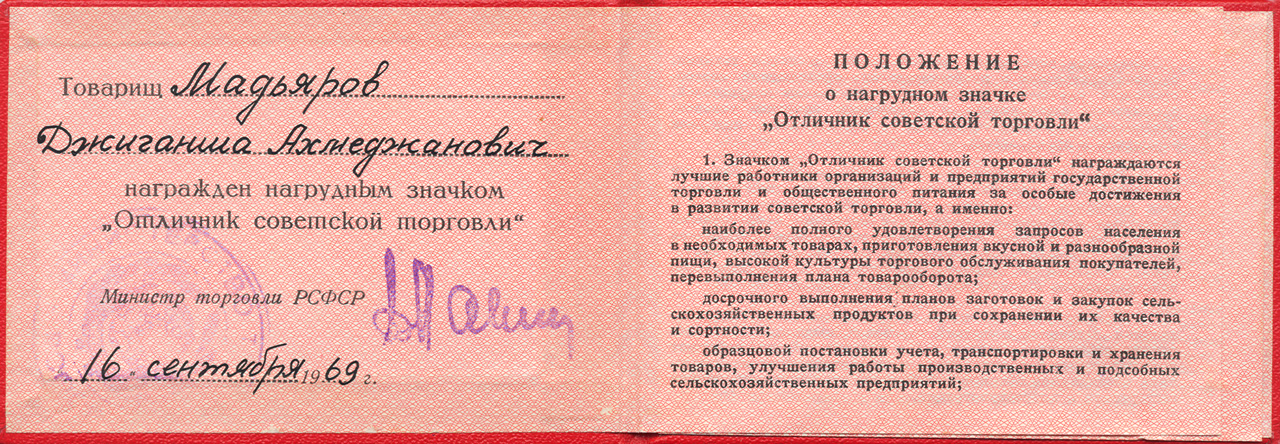 Товарищ Мадьяров
Джиганша Ахмеджанович
награжден нагрудным значком
„Отличник советской торговли“
Министр торговли РСФСР
„16“ сентября 1969 г.
ПОЛОЖЕНИЕ
о нагрудном значке
„Отличник советской торговли“
1. Значком „Отличник советской торговли“ награждаются
лучшие работники организаций и предприятий государственной
торговли и общественного питания за особые достижения
в развитии советской торговли, а именно:
наиболее полного удовлетворения запросов населения
в необходимых товарах, приготовления вкусной и разнообразной
пищи, высокой культуры торгового обслуживания покупателей,
перевыполнения плана товарооборота;
досрочного выполнения планов заготовок и закупок сель-
скохозяйственных продуктов при сохранении их качества
и сортности;
образцовой постановки учета, транспортировки и хранения
товаров, улучшения работы производственных и подсобных
сельскохозяйственных предприятий;